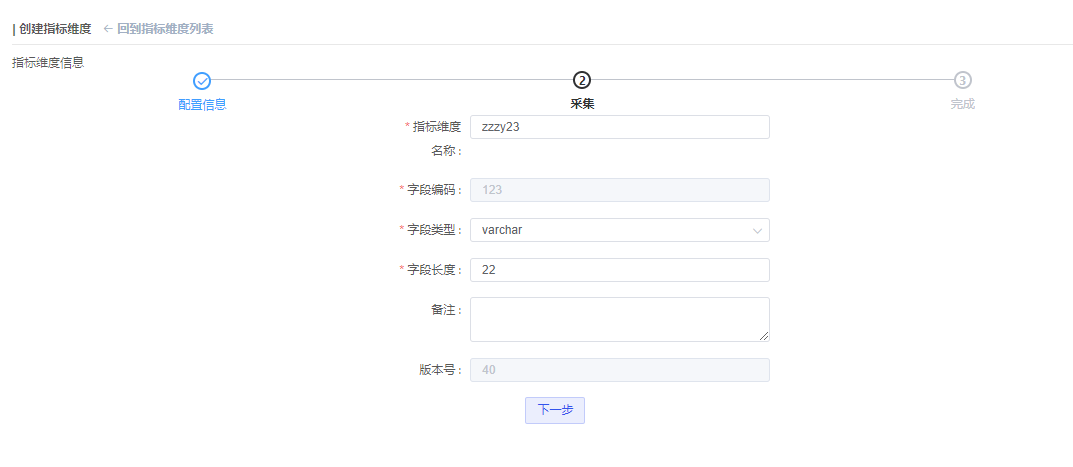 创建指标维度 ← 回到指标维度列表
指标维度信息
2 3
配置信息 采集 完成
* 指标维度名称 : zzzy23
* 字段编码 : 123
* 字段类型 : varchar
* 字段长度 : 22
备注 :
版本号 : 40
下一步